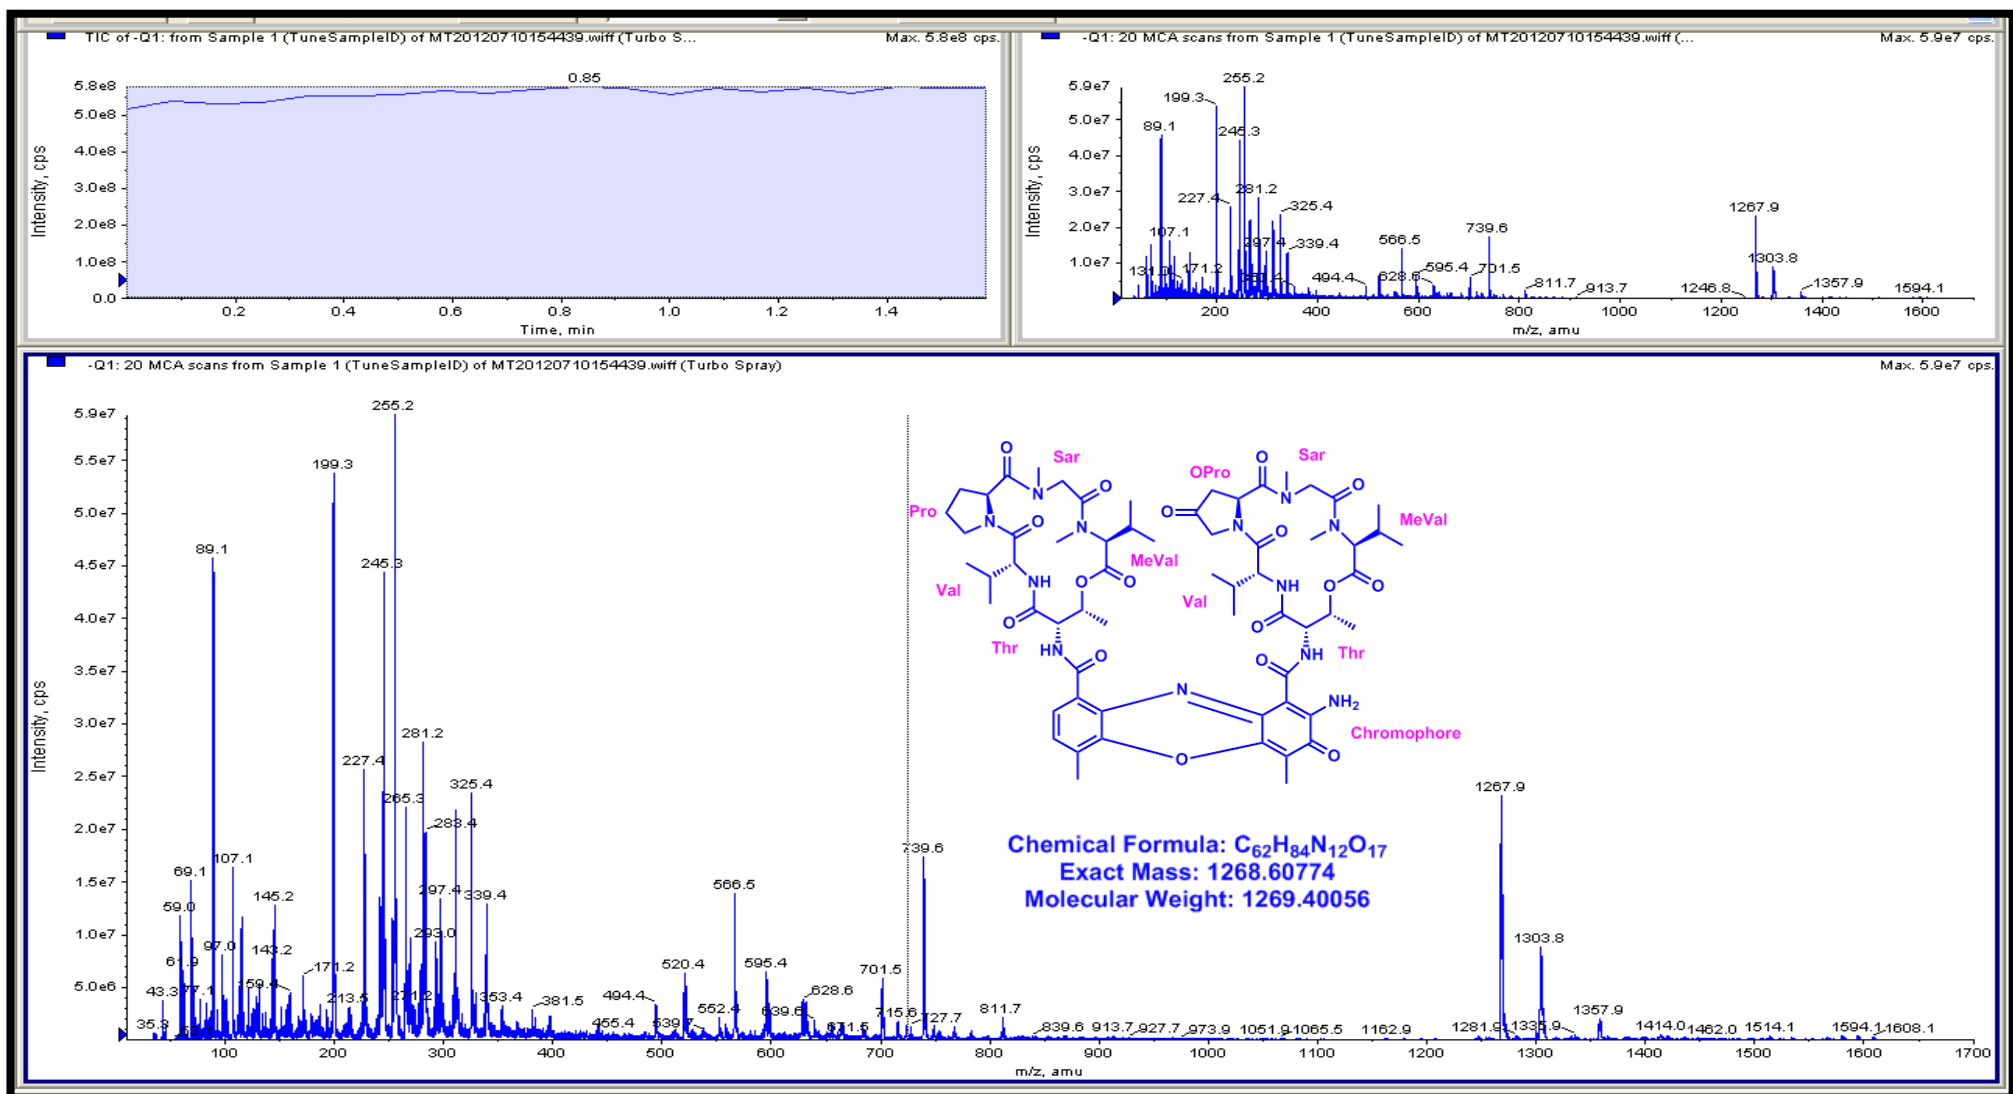 TIC of -Q1: from Sample 1 (TuneSampleID) of MT20120710154439.wiff (Turbo S... Max. 5.8e8 cps.
0.85
5.8e8
5.0e8
4.0e8
3.0e8
2.0e8
1.0e8
0.0
Intensity, cps
0.2 0.4 0.6 0.8 1.0 1.2 1.4
Time, min
-Q1: 20 MCA scans from Sample 1 (TuneSampleID) of MT20120710154439.wiff (... Max. 5.9e7 cps.
5.9e7
5.0e7
4.0e7
3.0e7
2.0e7
1.0e7
Intensity, cps
255.2
199.3
89.1
245.3
281.2
227.4
325.4
107.1
297.4
339.4
131.0
171.2
494.4
566.5
628.6
595.4
739.6
701.5
811.7
913.7
1246.8
1267.9
1303.8
1357.9
1594.1
200 400 600 800 1000 1200 1400 1600
m/z, amu
-Q1: 20 MCA scans from Sample 1 (TuneSampleID) of MT20120710154439.wiff (Turbo Spray) Max. 5.9e7 cps.
5.9e7
5.5e7
5.0e7
4.5e7
4.0e7
3.5e7
3.0e7
2.5e7
2.0e7
1.5e7
1.0e7
5.0e6
Intensity, cps
255.2
199.3
89.1
245.3
281.2
227.4
325.4
265.3
283.4
107.1
69.1
297.4
339.4
145.2
59.0
293.0
97.0
143.2
61.9
171.2
159.4
43.3
77.1
213.5
271.2
353.4
381.5
35.3
455.4
494.4
520.4
539.7
552.4
566.5
595.4
639.6
628.6
671.5
701.5
715.6
727.7
739.6
811.7
839.6
913.7
927.7
973.9
1051.9
1065.5
1162.9
1267.9
1281.9
1303.8
1335.9
1357.9
1414.0
1462.0
1514.1
1594.1
1608.1
100 200 300 400 500 600 700 800 900 1000 1100 1200 1300 1400 1500 1600 1700
m/z, amu
O Sar O Sar
OPro
N O N O
Pro O
N O N N O N
MeVal MeVal
Val NH O O Val NH O O
O O
Thr HN O O NH Thr
N NH₂
Chromophore
O O
Chemical Formula: C₆₂H₈₄N₁₂O₁₇
Exact Mass: 1268.60774
Molecular Weight: 1269.40056